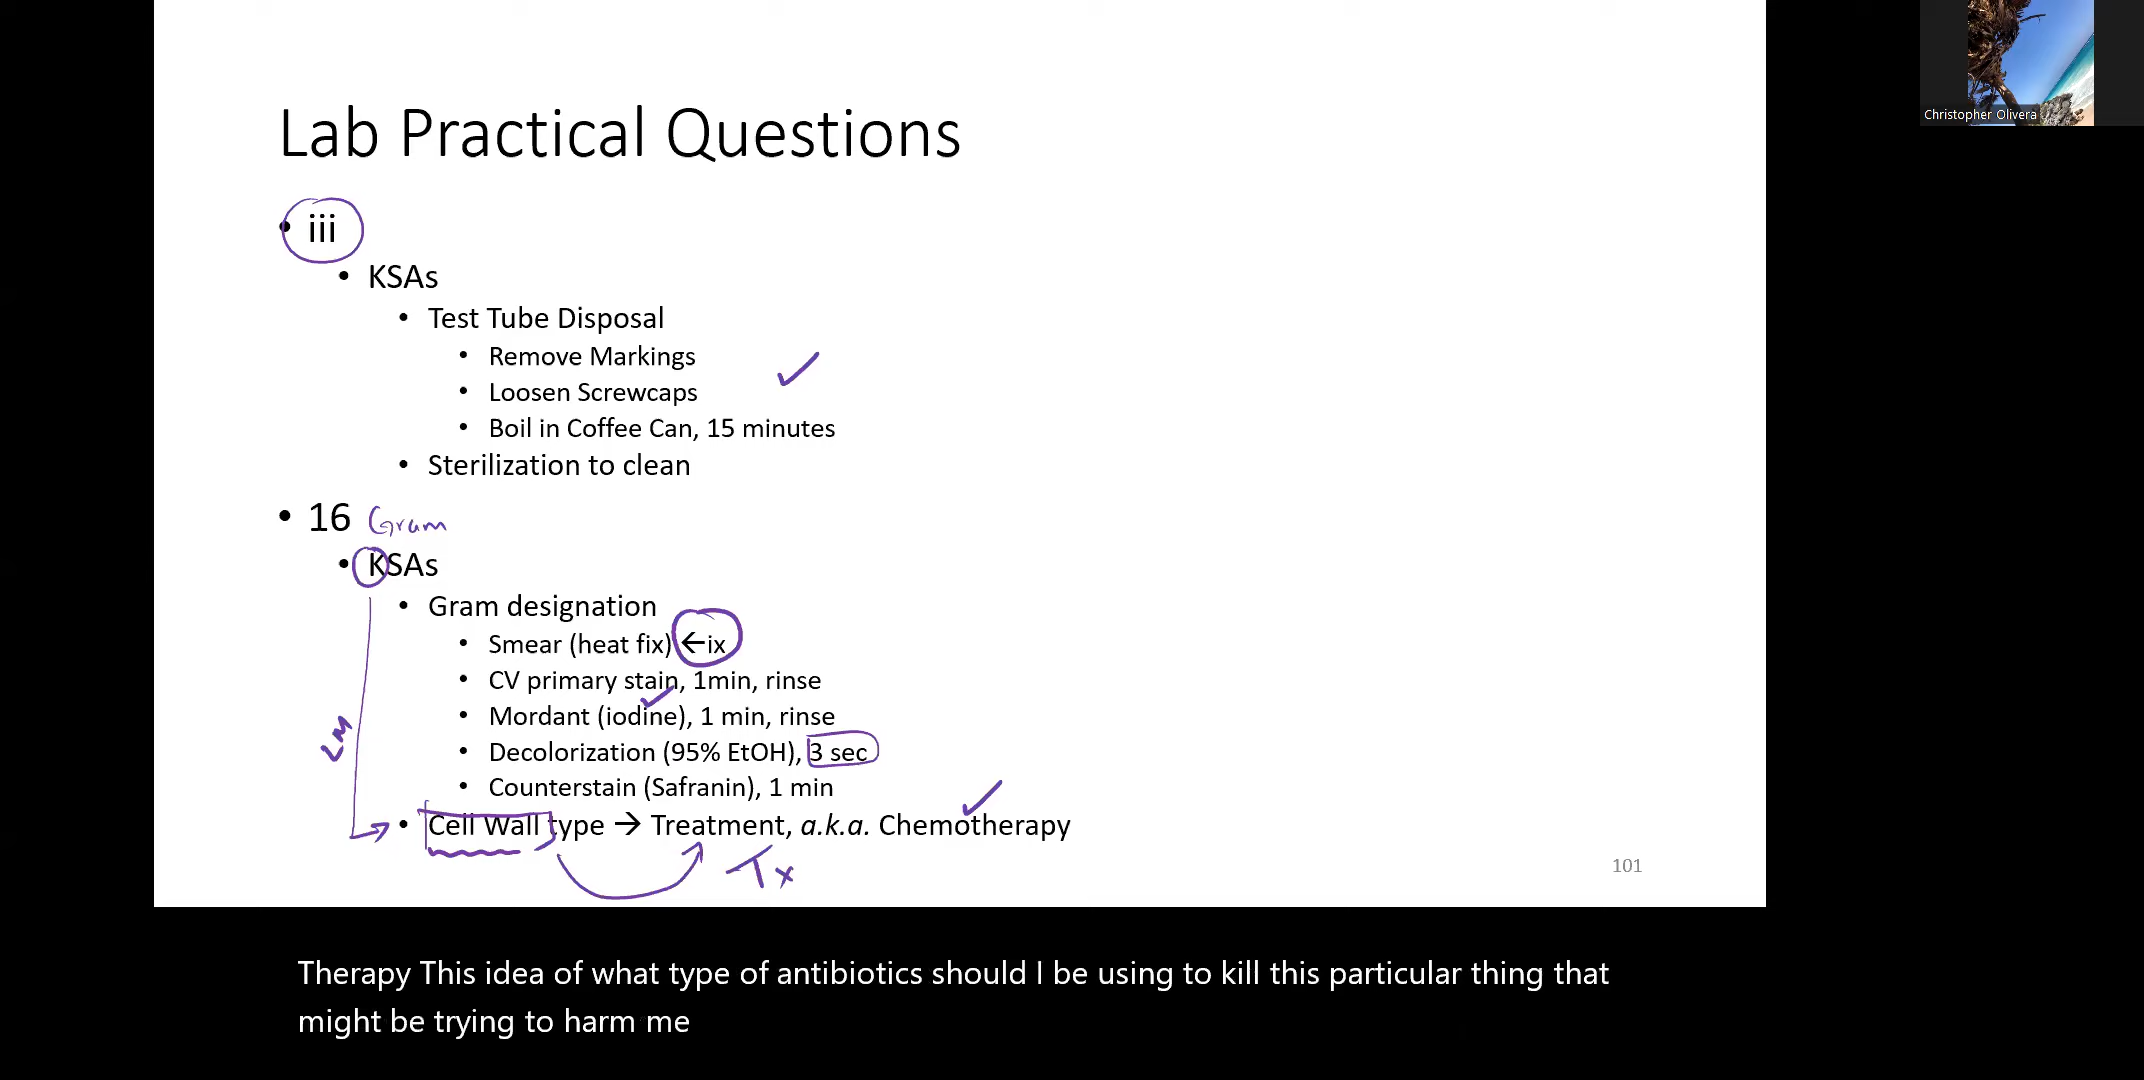 Lab Practical Questions
Christopher Olivera
• iii
• KSAs
• Test Tube Disposal
• Remove Markings
• Loosen Screwcaps
• Boil in Coffee Can, 15 minutes
• Sterilization to clean
• 16 Gram
• KSAs
• Gram designation
• Smear (heat fix) ←ix
• CV primary stain, 1min, rinse
• Mordant (iodine), 1 min, rinse
• Decolorization (95% EtOH), 3 sec
• Counterstain (Safranin), 1 min
• Cell Wall type → Treatment, a.k.a. Chemotherapy
Tx
101
Therapy This idea of what type of antibiotics should I be using to kill this particular thing that
might be trying to harm me